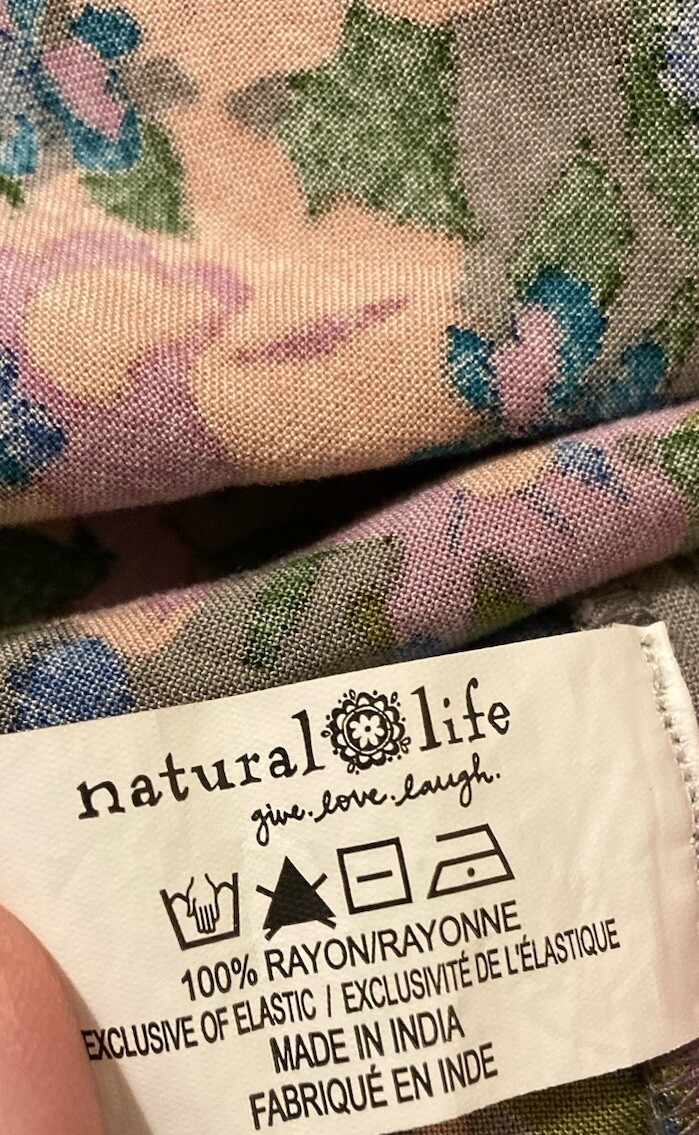 natural life
give. love. laugh.
100% RAYON/RAYONNE
EXCLUSIVE OF ELASTIC / EXCLUSIVITÉ DE L'ÉLASTIQUE
MADE IN INDIA
FABRIQUÉ EN INDE